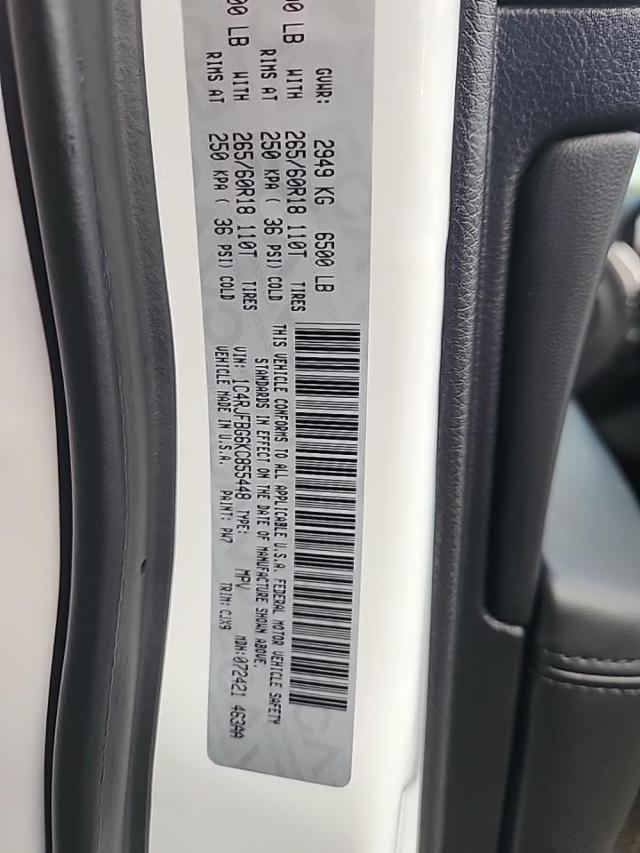 GVWR: 2949 KG 6500 LB
00 LB WITH 265/60R18 110T TIRES
RIMS AT 250 KPA ( 36 PSI) COLD
00 LB WITH 265/60R18 110T TIRES
RIMS AT 250 KPA ( 36 PSI) COLD
THIS VEHICLE CONFORMS TO ALL APPLICABLE U.S.A. FEDERAL MOTOR VEHICLE SAFETY
STANDARDS IN EFFECT ON THE DATE OF MANUFACTURE SHOWN ABOVE.
VIN: 1C4RJFBG6KC855448 TYPE: MPV MDH:072421 463AA
VEHICLE MADE IN U.S.A. PAINT: PW7 TRIM:CJX9